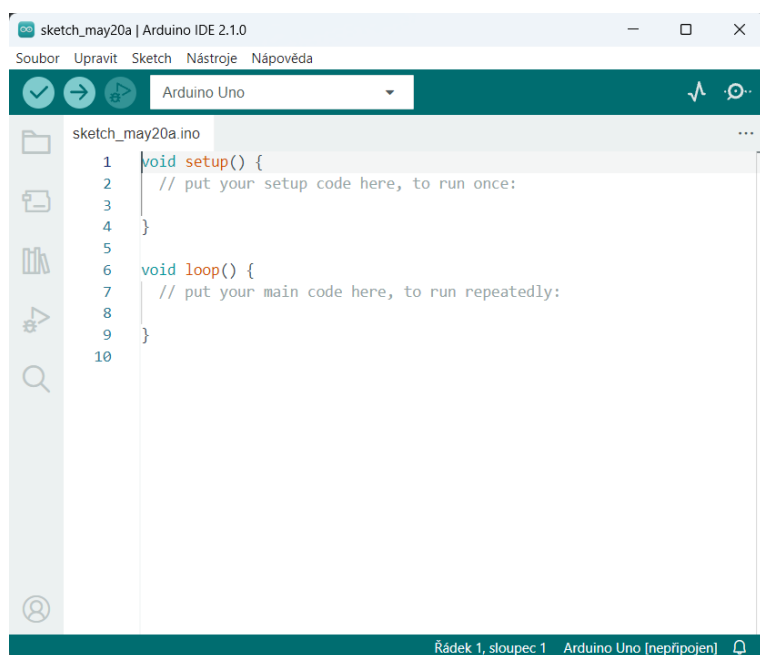 sketch_may20a | Arduino IDE 2.1.0
Soubor Upravit Sketch Nástroje Nápověda
Arduino Uno
sketch_may20a.ino
1 void setup() {
2 // put your setup code here, to run once:
3
4 }
5
6 void loop() {
7 // put your main code here, to run repeatedly:
8
9 }
10
Řádek 1, sloupec 1 Arduino Uno [nepřipojen]